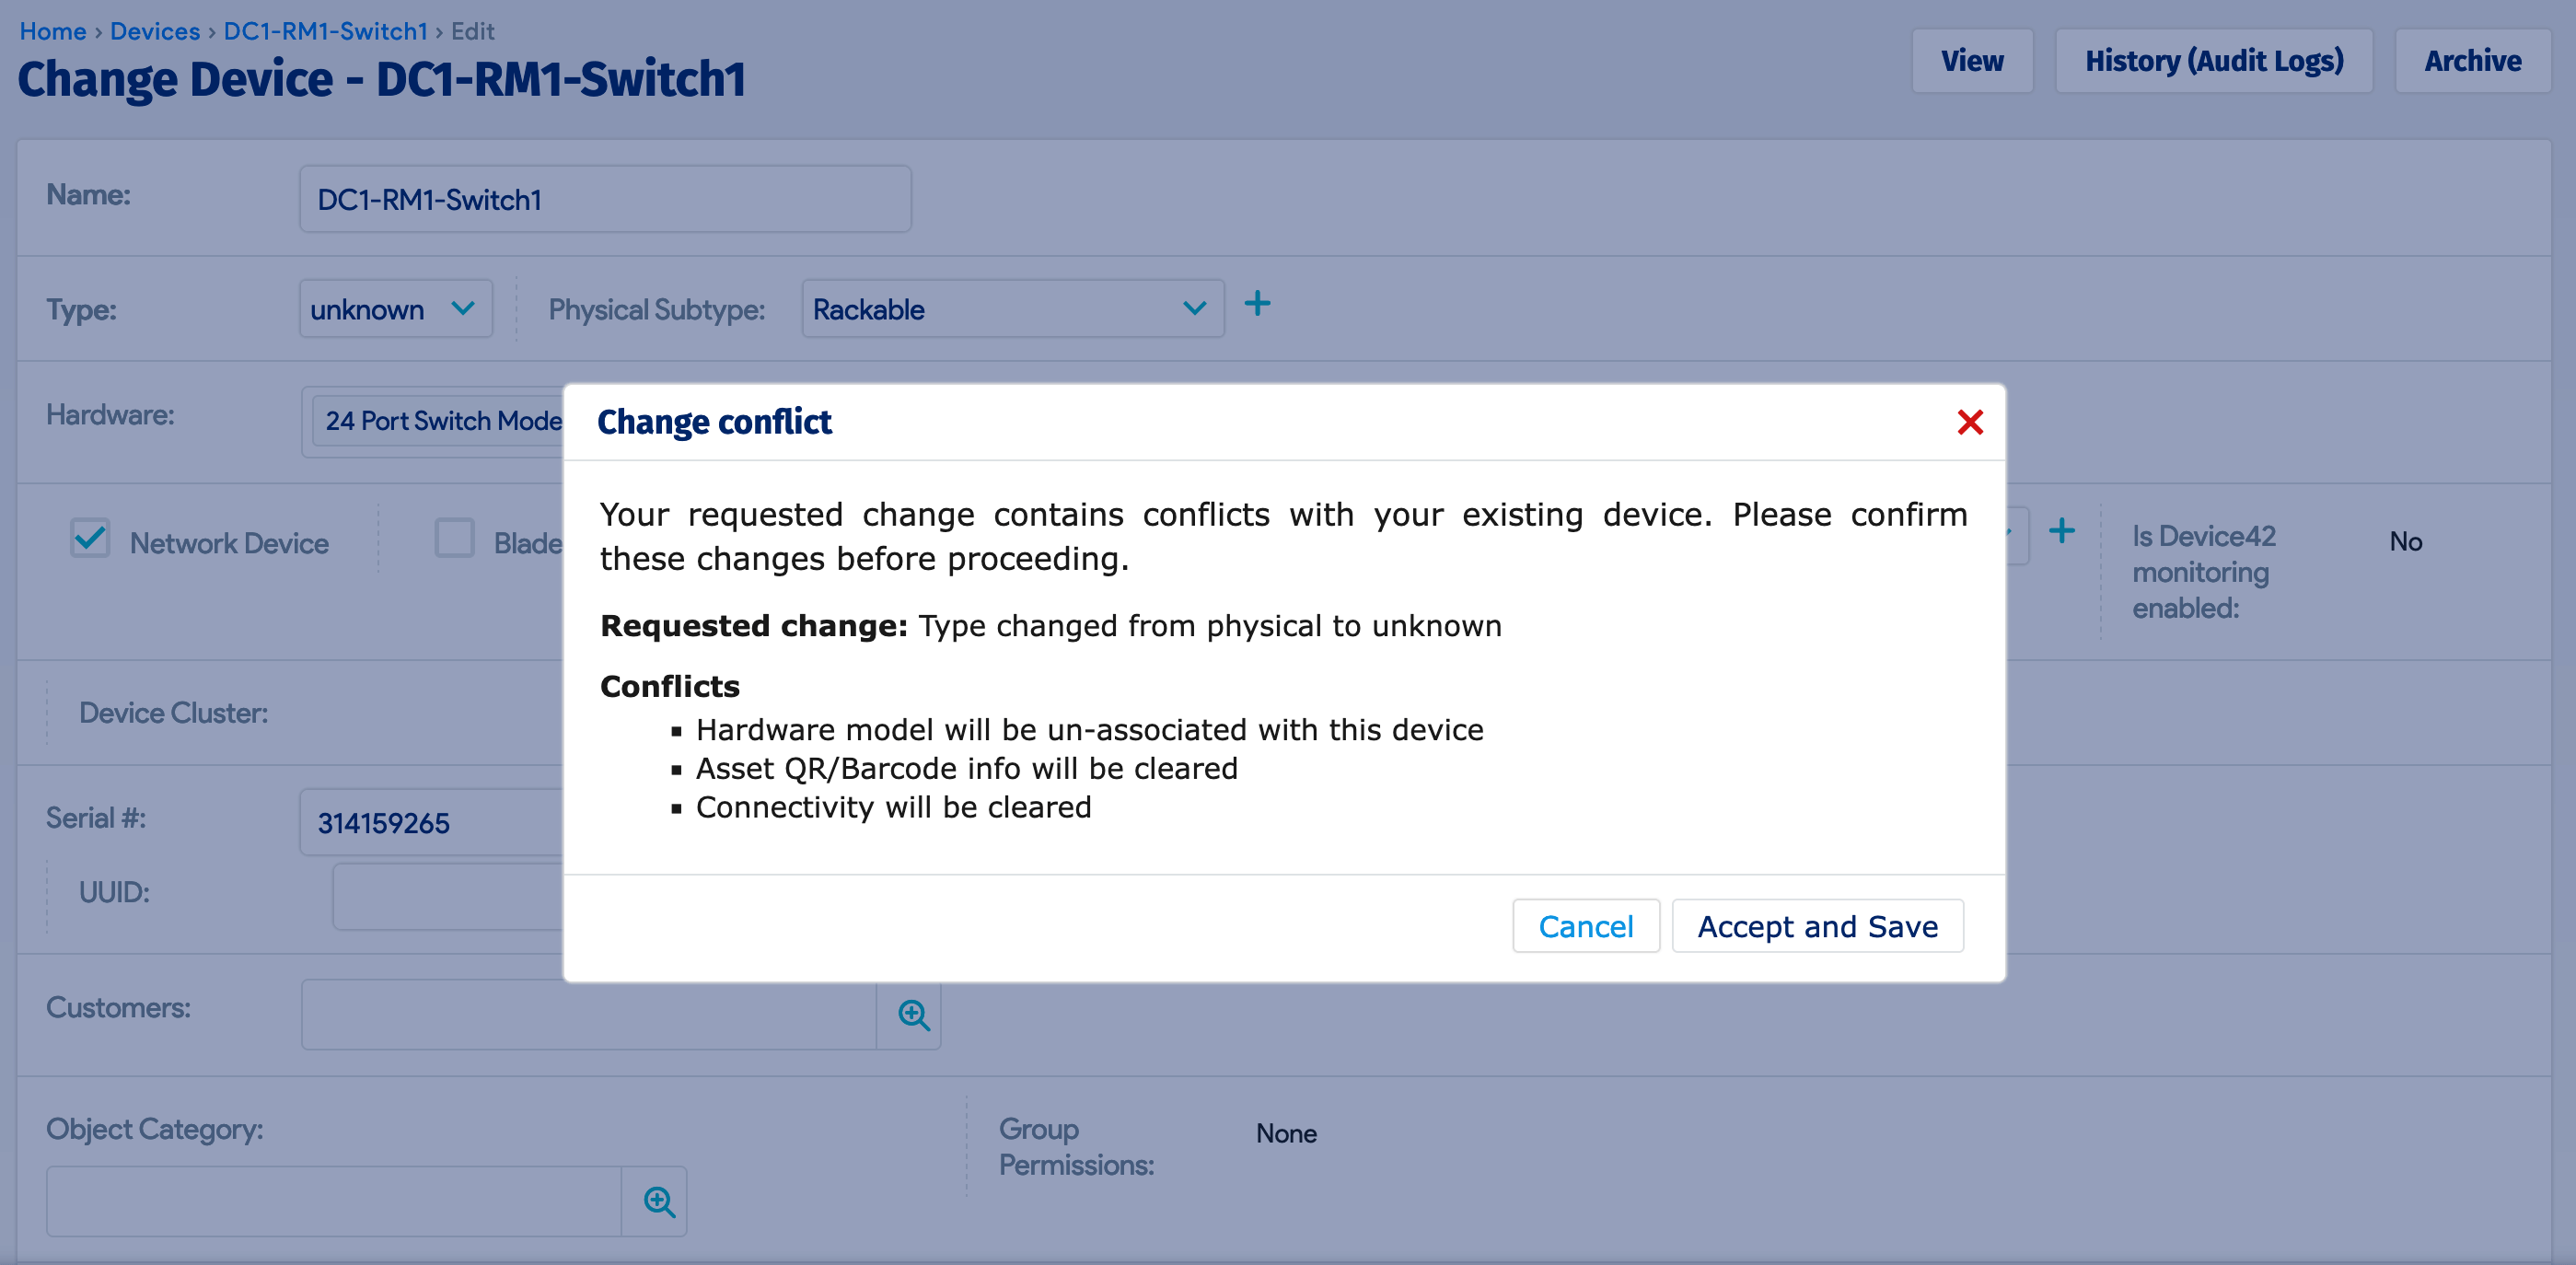 Home › Devices › DC1-RM1-Switch1 › Edit
Change Device - DC1-RM1-Switch1
View
History (Audit Logs)
Archive
Name:
DC1-RM1-Switch1
Type:
unknown
Physical Subtype:
Rackable
Hardware:
24 Port Switch Mode
Change conflict
Your requested change contains conflicts with your existing device. Please confirm
these changes before proceeding.
Requested change: Type changed from physical to unknown
Conflicts
▪ Hardware model will be un-associated with this device
▪ Asset QR/Barcode info will be cleared
▪ Connectivity will be cleared
Cancel
Accept and Save
Network Device
Blade
Is Device42
monitoring
enabled:
No
Device Cluster:
Serial #:
314159265
UUID:
Customers:
Object Category:
Group
Permissions:
None